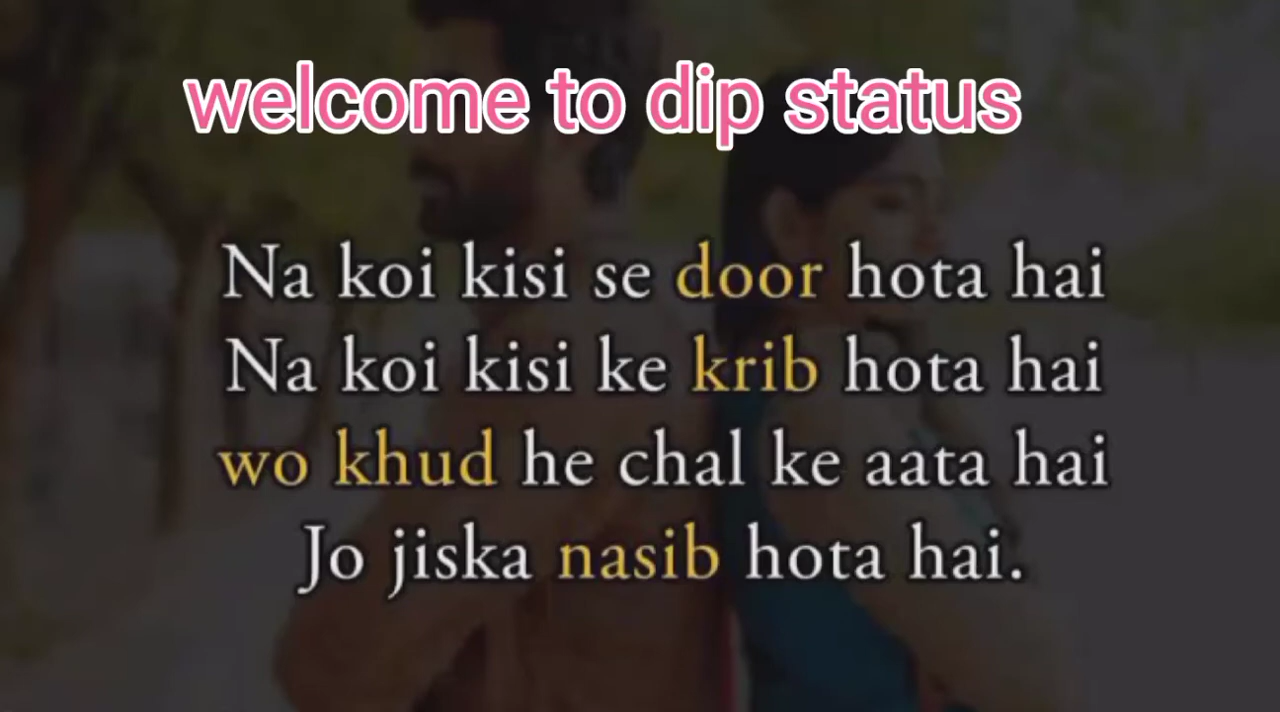 welcome to dip status
Na koi kisi se door hota hai
Na koi kisi ke krib hota hai
wo khud he chal ke aata hai
Jo jiska nasib hota hai.